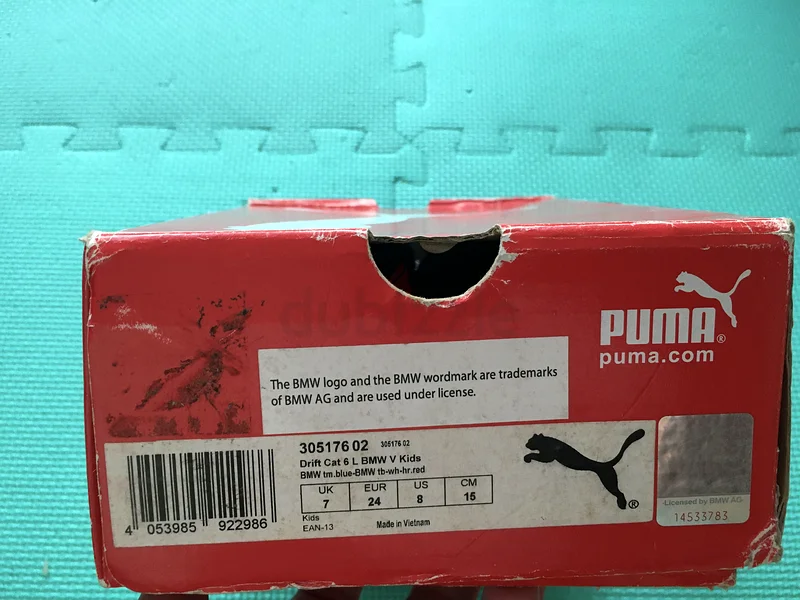 dubizzle
PUMA®
puma.com
The BMW logo and the BMW wordmark are trademarks
of BMW AG and are used under license.
305176 02 305176 02
Drift Cat 6 L BMW V Kids
BMW tm.blue-BMW tb-wh-hr.red
UK EUR US CM
7 24 8 15
Kids
EAN-13 Made in Vietnam
®
4 053985 922986
-Licensed by BMW AG-
14533783